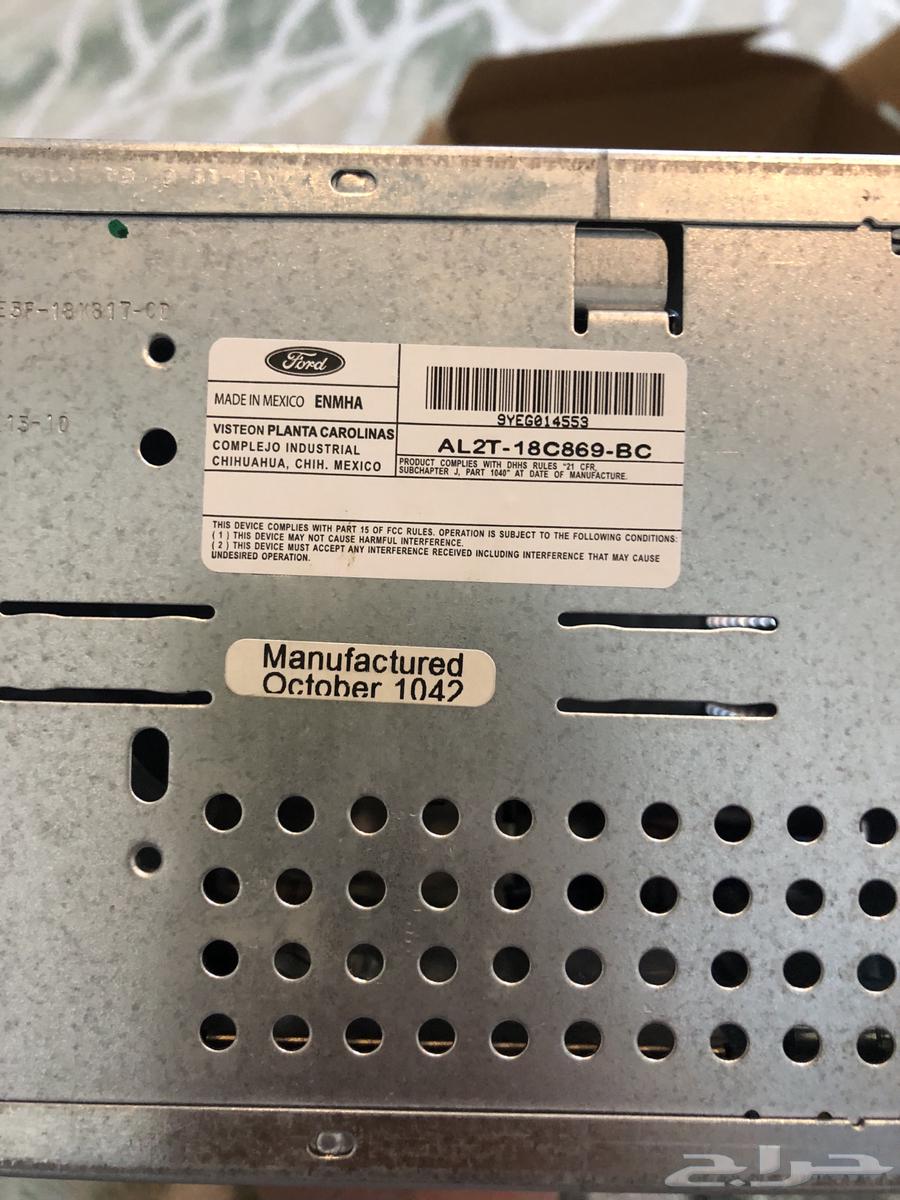 Ford
MADE IN MEXICO ENMHA
VISTEON PLANTA CAROLINAS
COMPLEJO INDUSTRIAL
CHIHUAHUA, CHIH. MEXICO
9YEG014553
AL2T-18C869-BC
PRODUCT COMPLIES WITH DHHS RULES "21 CFR,
SUBCHAPTER J, PART 1040" AT DATE OF MANUFACTURE.
THIS DEVICE COMPLIES WITH PART 15 OF FCC RULES. OPERATION IS SUBJECT TO THE FOLLOWING CONDITIONS:
( 1 ) THIS DEVICE MAY NOT CAUSE HARMFUL INTERFERENCE.
( 2 ) THIS DEVICE MUST ACCEPT ANY INTERFERENCE RECEIVED INCLUDING INTERFERENCE THAT MAY CAUSE
UNDESIRED OPERATION.
Manufactured
October 1042
حراج